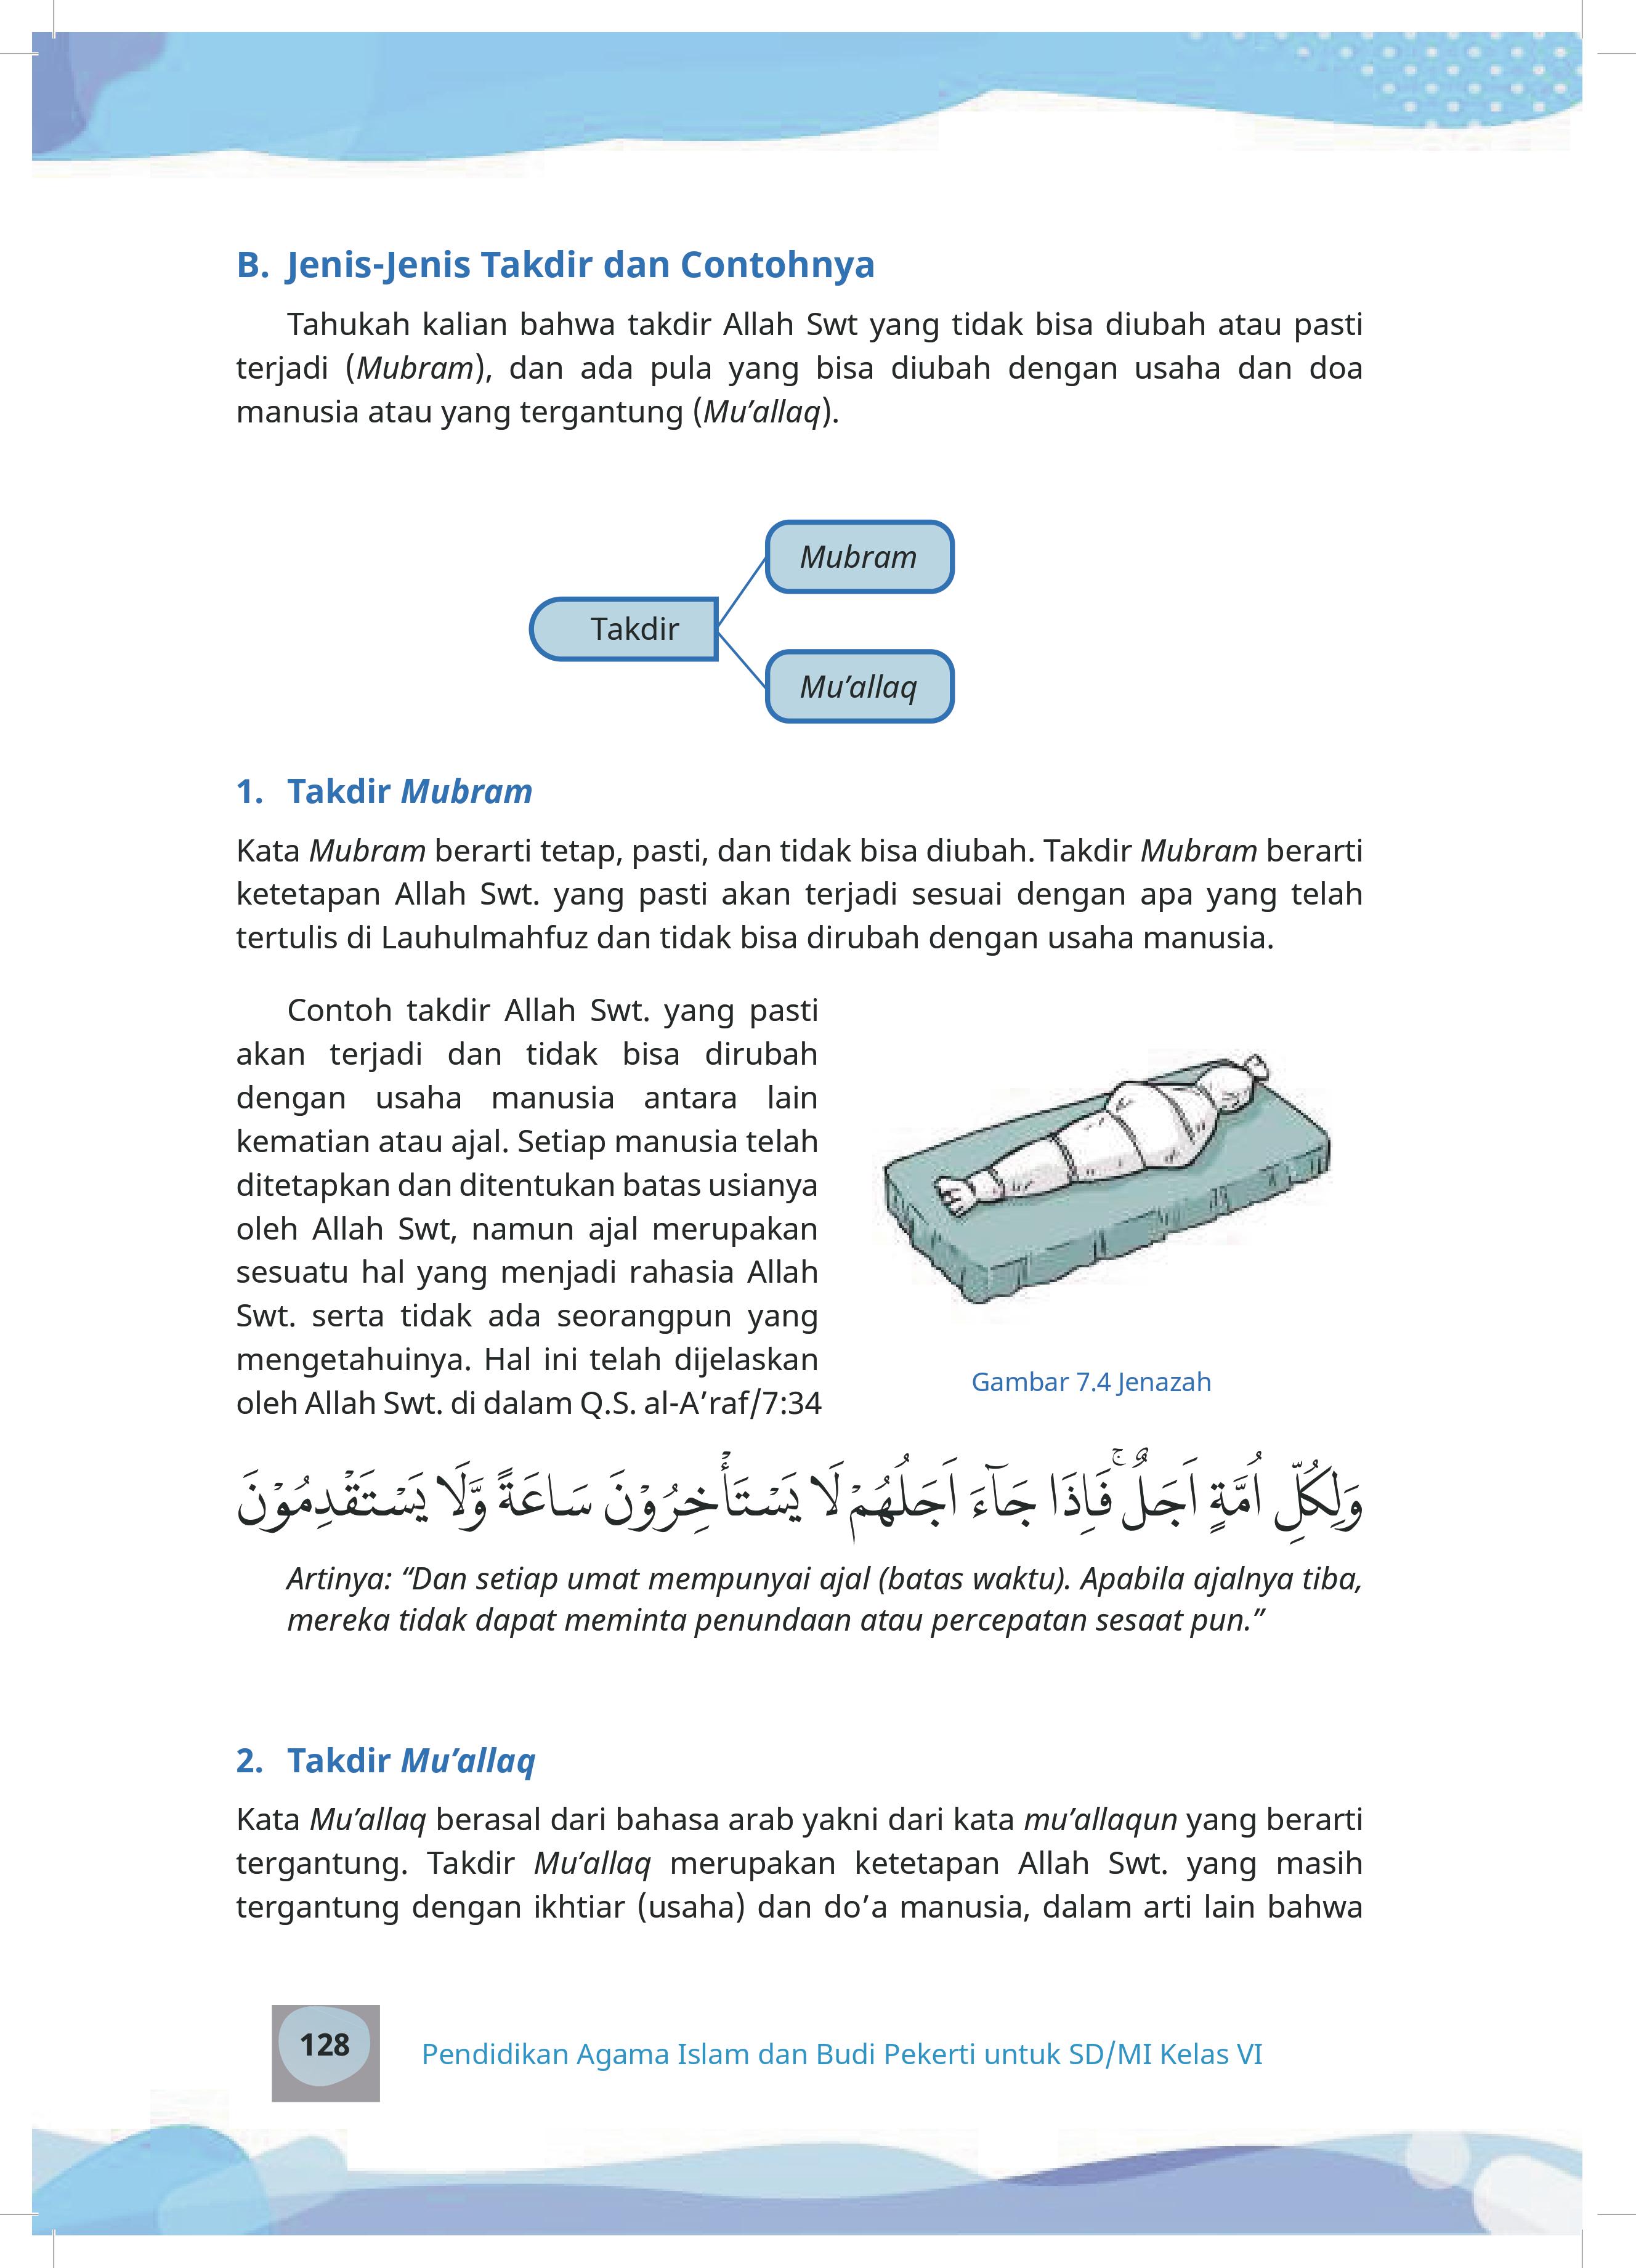 B. Jenis-Jenis Takdir dan Contohnya
Tahukah kalian bahwa takdir Allah Swt yang tidak bisa diubah atau pasti
terjadi (Mubram), dan ada pula yang bisa diubah dengan usaha dan doa
manusia atau yang tergantung (Mu’allaq).
Takdir
Mubram
Mu’allaq
1. Takdir Mubram
Kata Mubram berarti tetap, pasti, dan tidak bisa diubah. Takdir Mubram berarti
ketetapan Allah Swt. yang pasti akan terjadi sesuai dengan apa yang telah
tertulis di Lauhulmahfuz dan tidak bisa dirubah dengan usaha manusia.
Contoh takdir Allah Swt. yang pasti
akan terjadi dan tidak bisa dirubah
dengan usaha manusia antara lain
kematian atau ajal. Setiap manusia telah
ditetapkan dan ditentukan batas usianya
oleh Allah Swt, namun ajal merupakan
sesuatu hal yang menjadi rahasia Allah
Swt. serta tidak ada seorangpun yang
mengetahuinya. Hal ini telah dijelaskan
oleh Allah Swt. di dalam Q.S. al-A’raf/7:34
Gambar 7.4 Jenazah
وَلِكُلِّ اُمَّةٍ اَجَلٌۚ فَاِذَا جَاۤءَ اَجَلُهُمْ لَا يَسْتَأْخِرُوْنَ سَاعَةً وَّلَا يَسْتَقْدِمُوْنَ
Artinya: “Dan setiap umat mempunyai ajal (batas waktu). Apabila ajalnya tiba,
mereka tidak dapat meminta penundaan atau percepatan sesaat pun.”
2. Takdir Mu’allaq
Kata Mu’allaq berasal dari bahasa arab yakni dari kata mu’allaqun yang berarti
tergantung. Takdir Mu’allaq merupakan ketetapan Allah Swt. yang masih
tergantung dengan ikhtiar (usaha) dan do’a manusia, dalam arti lain bahwa
128
Pendidikan Agama Islam dan Budi Pekerti untuk SD/MI Kelas VI